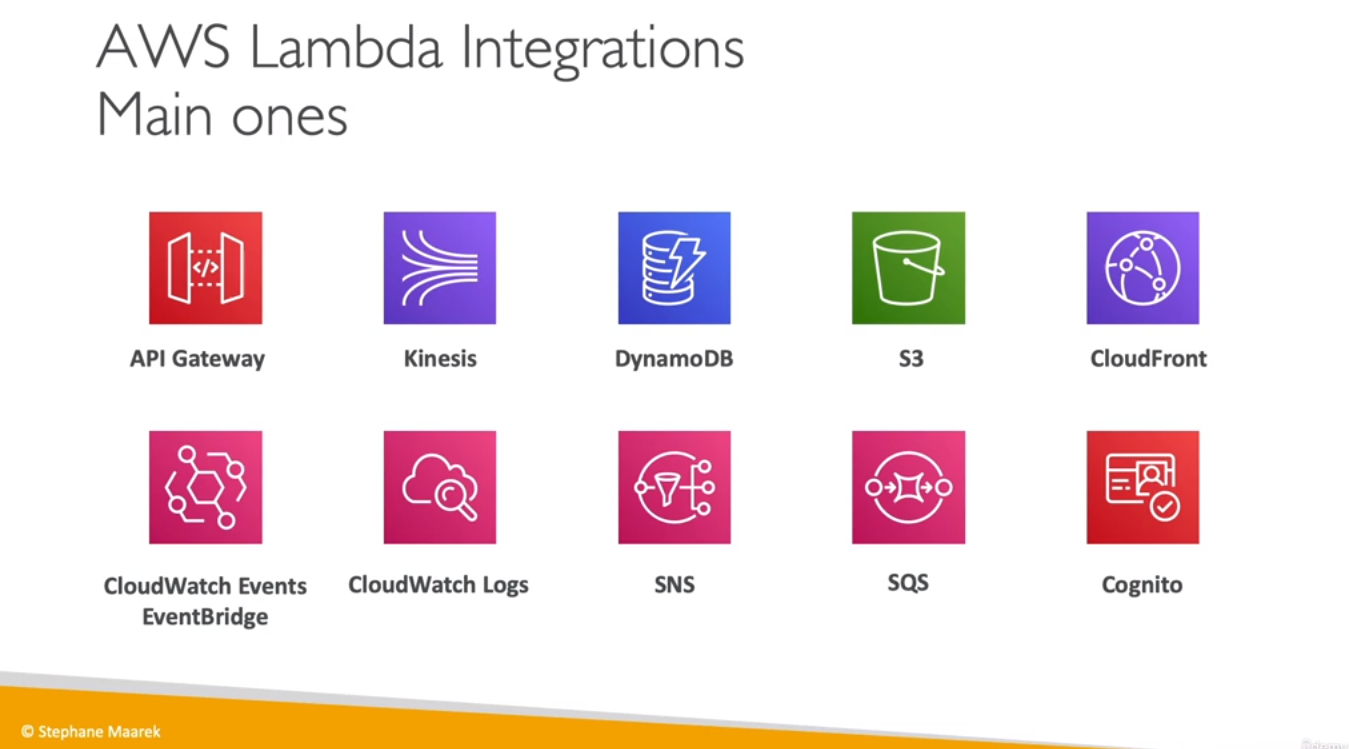 AWS Lambda Integrations
Main ones
</>
API Gateway
Kinesis
DynamoDB
S3
CloudFront
CloudWatch Events
EventBridge
CloudWatch Logs
SNS
SQS
Cognito
© Stephane Maarek